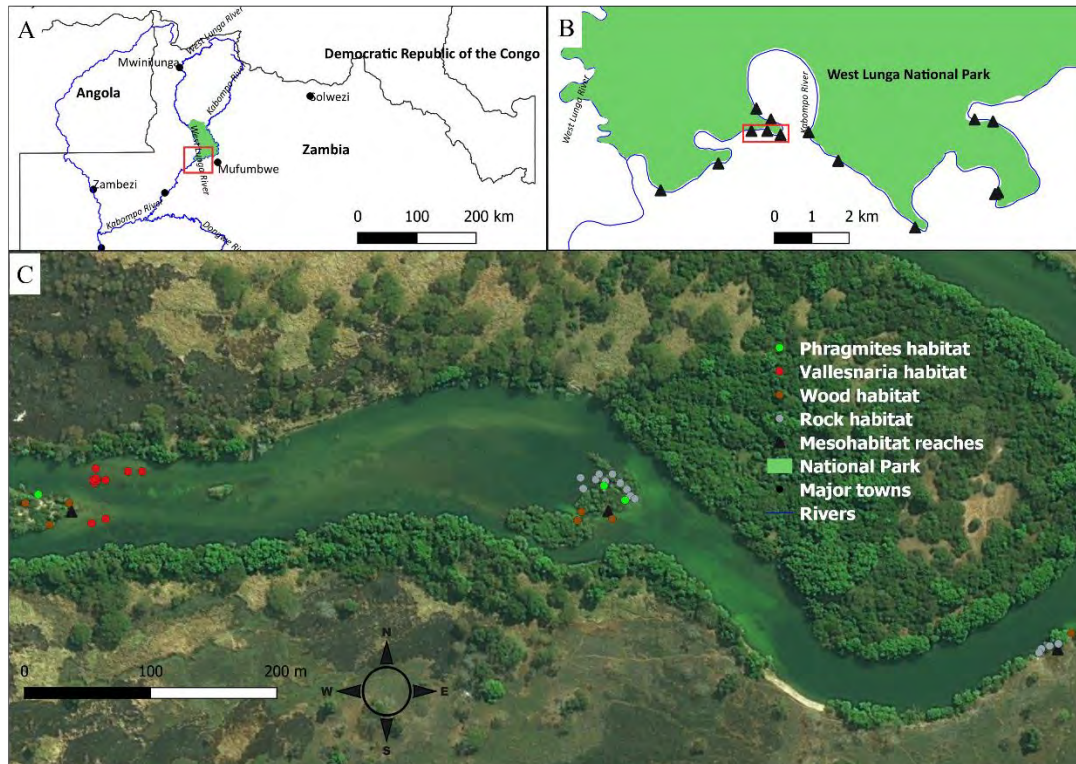 A
West Lunga River
Mwinilunga
Democratic Republic of the Congo
Angola
Kabompo River
Solwezi
West Lunga River
Zambia
Mufumbwe
Zambezi
Kabompo River
0 100 200 km
B
West Lunga River
West Lunga National Park
Kabompo River
0 1 2 km
C
Phragmites habitat
Vallesnaria habitat
Wood habitat
Rock habitat
Mesohabitat reaches
National Park
Major towns
Rivers
0 100 200 m
N
W E
S